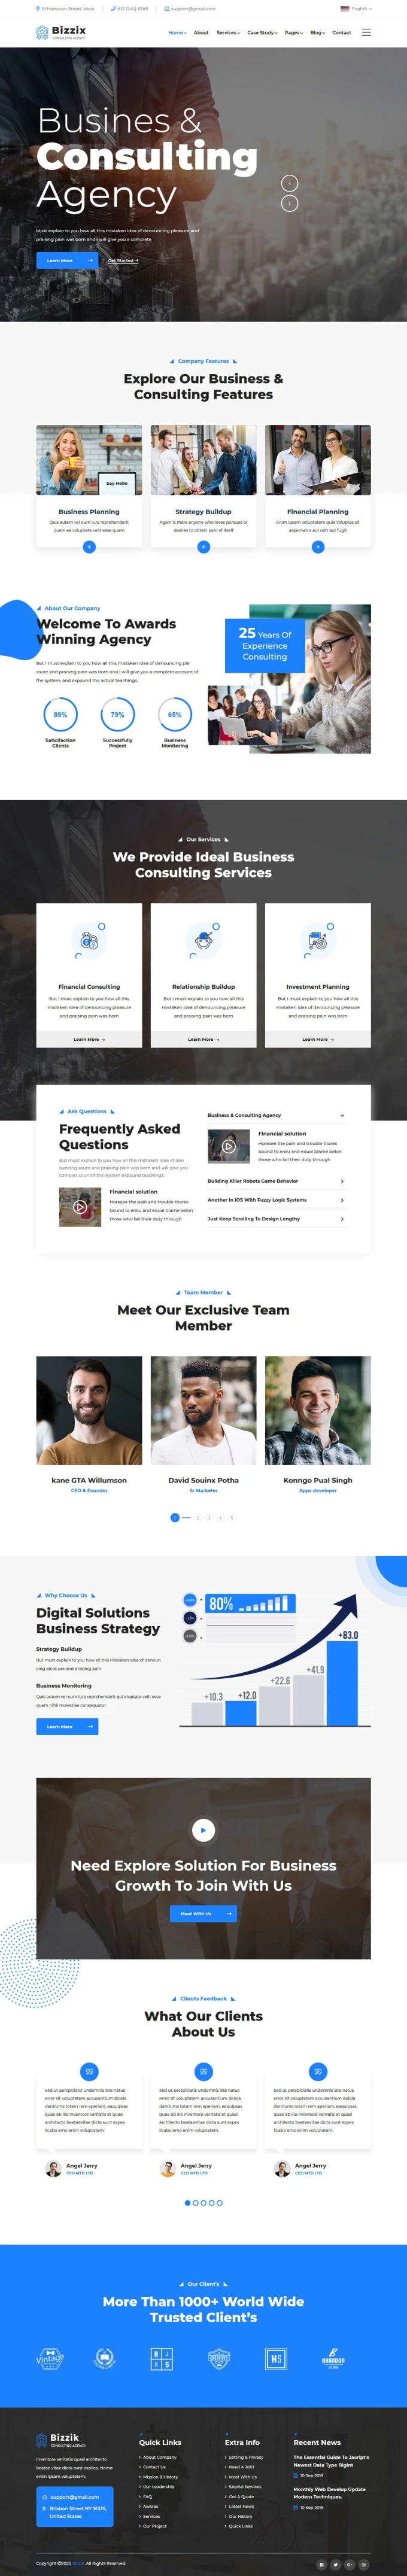 15 Hamston Street, West
812 (345) 6789
support@gmail.com
English
Bizzix
CONSULTING AGENCY
Home
About
Services
Case Study
Pages
Blog
Contact
Busines &
Consulting
Agency
Must explain to you how all this mistaken idea of denouncing pleasure and
praising pain was born and I will give you a complete
Learn More
Get Started
Company Features
Explore Our Business &
Consulting Features
Say Hello
Business Planning
Quis autem vel eum iure reprehenderit
quein ea voluptate velit esse quam
Strategy Buildup
Again is there anyone who loves pursues or
desires to obtain pain of itself
Financial Planning
Enim ipsam voluptatem quia voluptas sit
aspernatur aut odit aut fugit
About Our Company
Welcome To Awards
Winning Agency
But I must explain to you how all this mistaken idea of denouncing ple
asure and praising pain was born and I will give you a complete account of
the system, and expound the actual teachings.
89%
Saticlfaction
Clients
79%
Successfully
Project
65%
Business
Monitoring
25 Years Of
Experience
Consulting
Our Services
We Provide Ideal Business
Consulting Services
Financial Consulting
But I must explain to you how all this
mistaken idea of denouncing pleasure
and praising pain was born
Learn More
Relationship Buildup
But I must explain to you how all this
mistaken idea of denouncing pleasure
and praising pain was born
Learn More
Investment Planning
But I must explain to you how all this
mistaken idea of denouncing pleasure
and praising pain was born
Learn More
Ask Questions
Frequently Asked
Questions
But must explain to you how all this mistaken idea of den
ouncing asure and praising pain was born and will give you
complet countof the system expound teachings.
Financial solution
Horesee the pain and trouble thares
bound to ensu and equal blame belon
those who fail their duty through
Business & Consulting Agency
Financial solution
Horesee the pain and trouble thares
bound to ensu and equal blame belon
those who fail their duty through
Building Killer Robots Game Behavior
Another In IOS With Fuzzy Logic Systems
Just Keep Scrolling To Design Lengthy
Team Member
Meet Our Exclusive Team
Member
kane GTA Willumson
CEO & Founder
David Souinx Potha
Sr Marketer
Konngo Pual Singh
Apps developer
1
2
3
4
5
Why Choose Us
Digital Solutions
Business Strategy
Strategy Buildup
But must explain to you how all this mistaken idea of denoun
cing pleas ure and praising pain
Business Monitoring
Quis autem vel eum iure reprehenderit qui vluptate velit esse
quam nihil molestiae consequatur
Learn More
80%
+10.3
+12.0
+22.6
+41.9
+83.0
Need Explore Solution For Business
Growth To Join With Us
Meet With Us
Clients Feedback
What Our Clients
About Us
Sed ut perspiciatis undomnis iste natus
error sit voluptatem accusantium dolola
dantiums totam rem aperiam, eaquipsas
quae ab illo inventore veritatis et quasi
architecto beataevitae dicta sunt expes
licabo emo enim voluptatem.
Angel Jerry
CEO MTD LTD
Sed ut perspiciatis undomnis iste natus
error sit voluptatem accusantium dolola
dantiums totam rem aperiam, eaquipsas
quae ab illo inventore veritatis et quasi
architecto beataevitae dicta sunt expes
licabo emo enim voluptatem.
Angel Jerry
CEO MTD LTD
Sed ut perspiciatis undomnis iste natus
error sit voluptatem accusantium dolola
dantiums totam rem aperiam, eaquipsas
quae ab illo inventore veritatis et quasi
architecto beataevitae dicta sunt expes
licabo emo enim voluptatem.
Angel Jerry
CEO MTD LTD
Our Client's
More Than 1000+ World Wide
Trusted Client's
Vintage
HS
BRANDON
Bizzik
CONSULTING AGENCY
Inventore veritatis quasi architecto
beatae vitae dicta sunt explica. Nemo
enim ipsam voluptatem.
support@gmail.com
Brisbon Street NY 91335,
United States
Quick Links
About Company
Contact Us
Mission & History
Our Leadership
FAQ
Awards
Services
Our Project
Extra Info
Setting & Privacy
Need A Job?
Meet With Us
Special Services
Get A Quote
Latest News
Our History
Quick Links
Recent News
The Essential Guide To Jacript's
Newest Data Type Bigint
10 Sep 2019
Monthly Web Develop Update
Modern Techniques.
10 Sep 2019
Copyright ©2020 Bizzix. All Rights Reserved